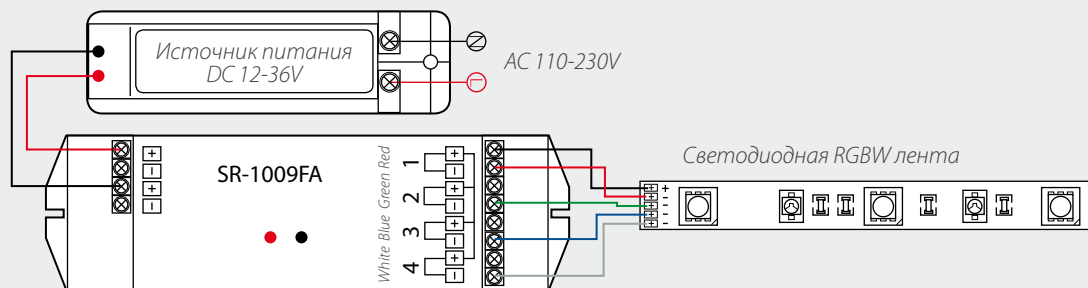 Источник питания
DC 12-36V
N
L
AC 110-230V
SR-1009FA
+
−
+
−
1
2
3
4
Red
Green
Blue
White
+
−
+
−
+
−
+
−
Светодиодная RGBW лента
+
−
−
−
−